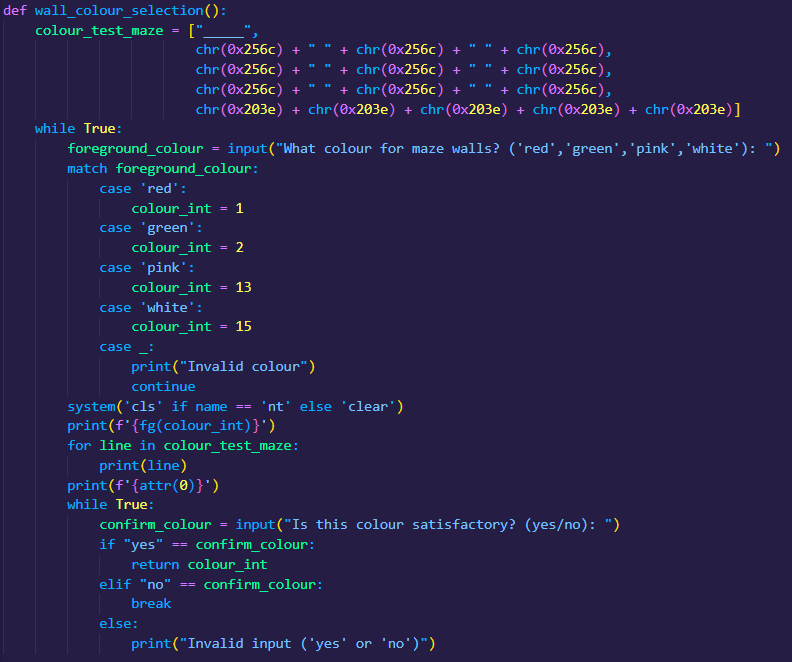 def wall_colour_selection():
    colour_test_maze = ["_____",
                        chr(0x256c) + " " + chr(0x256c) + " " + chr(0x256c),
                        chr(0x256c) + " " + chr(0x256c) + " " + chr(0x256c),
                        chr(0x256c) + " " + chr(0x256c) + " " + chr(0x256c),
                        chr(0x203e) + chr(0x203e) + chr(0x203e) + chr(0x203e) + chr(0x203e)]
    while True:
        foreground_colour = input("What colour for maze walls? ('red','green','pink','white'): ")
        match foreground_colour:
            case 'red':
                colour_int = 1
            case 'green':
                colour_int = 2
            case 'pink':
                colour_int = 13
            case 'white':
                colour_int = 15
            case _:
                print("Invalid colour")
                continue
        system('cls' if name == 'nt' else 'clear')
        print(f'{fg(colour_int)}')
        for line in colour_test_maze:
            print(line)
        print(f'{attr(0)}')
        while True:
            confirm_colour = input("Is this colour satisfactory? (yes/no): ")
            if "yes" == confirm_colour:
                return colour_int
            elif "no" == confirm_colour:
                break
            else:
                print("Invalid input ('yes' or 'no')")